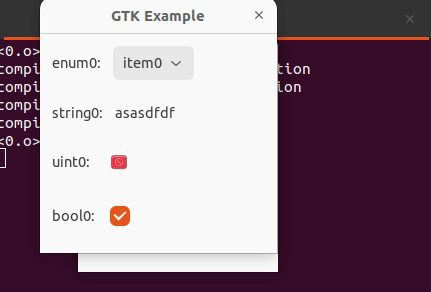 GTK Example
<0.o>
enum0: item0
compi
tion
compi
ion
compi
string0: asasdfdf
compi
<0.o>
uint0:
bool0: